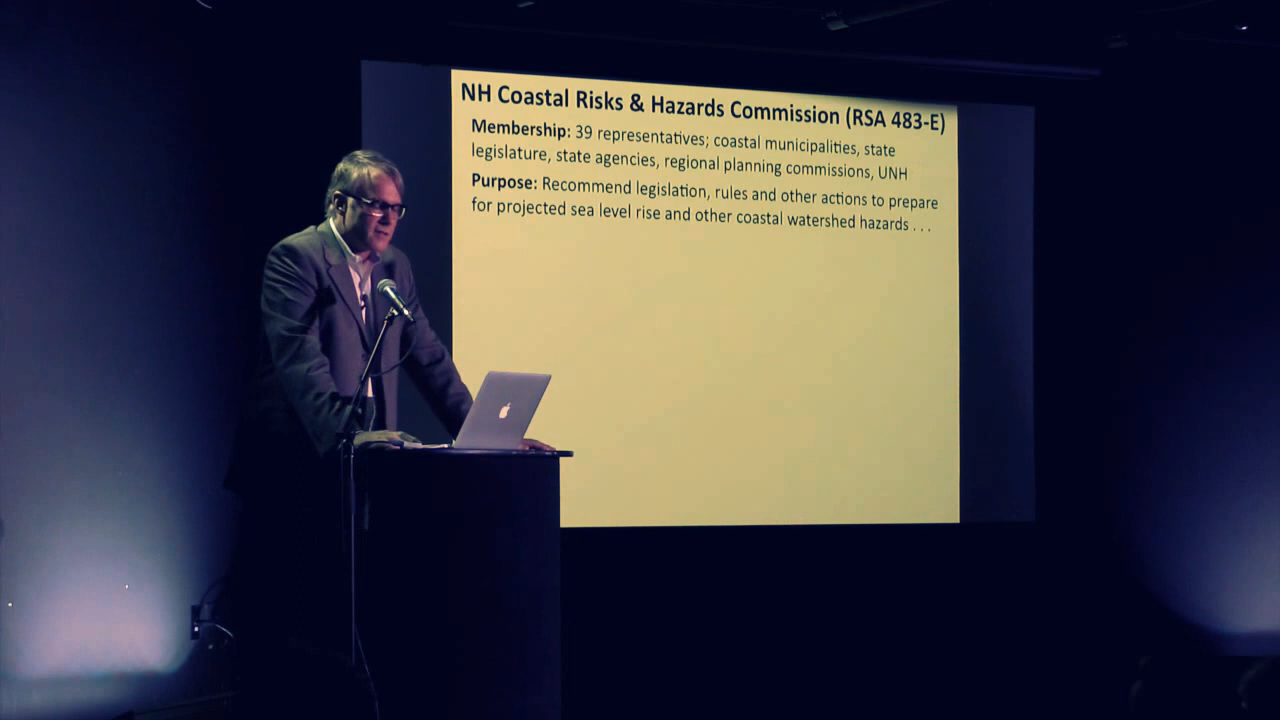 NH Coastal Risks & Hazards Commission (RSA 483-E)
Membership: 39 representatives; coastal municipalities, state
legislature, state agencies, regional planning commissions, UNH
Purpose: Recommend legislation, rules and other actions to prepare
for projected sea level rise and other coastal watershed hazards . . .